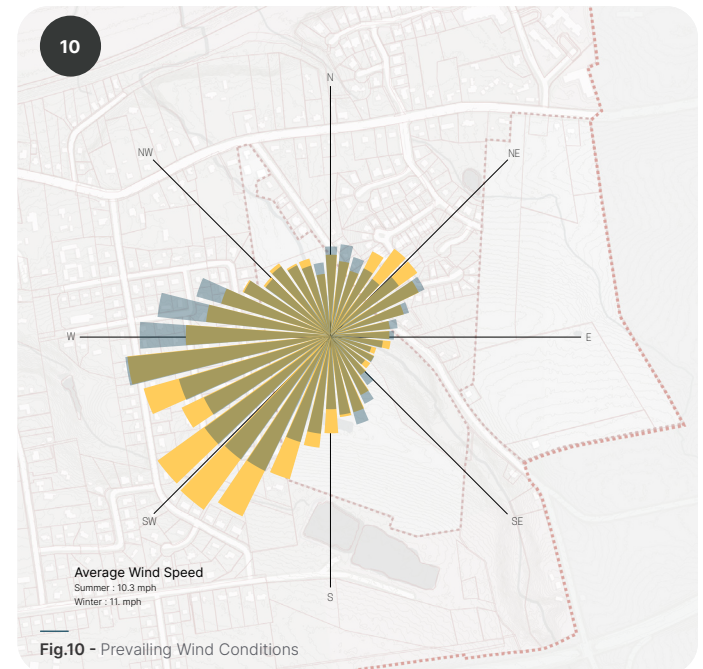 10
N
NW
NE
W
E
SW
SE
S
Average Wind Speed
Summer : 10.3 mph
Winter : 11. mph
Fig.10 - Prevailing Wind Conditions